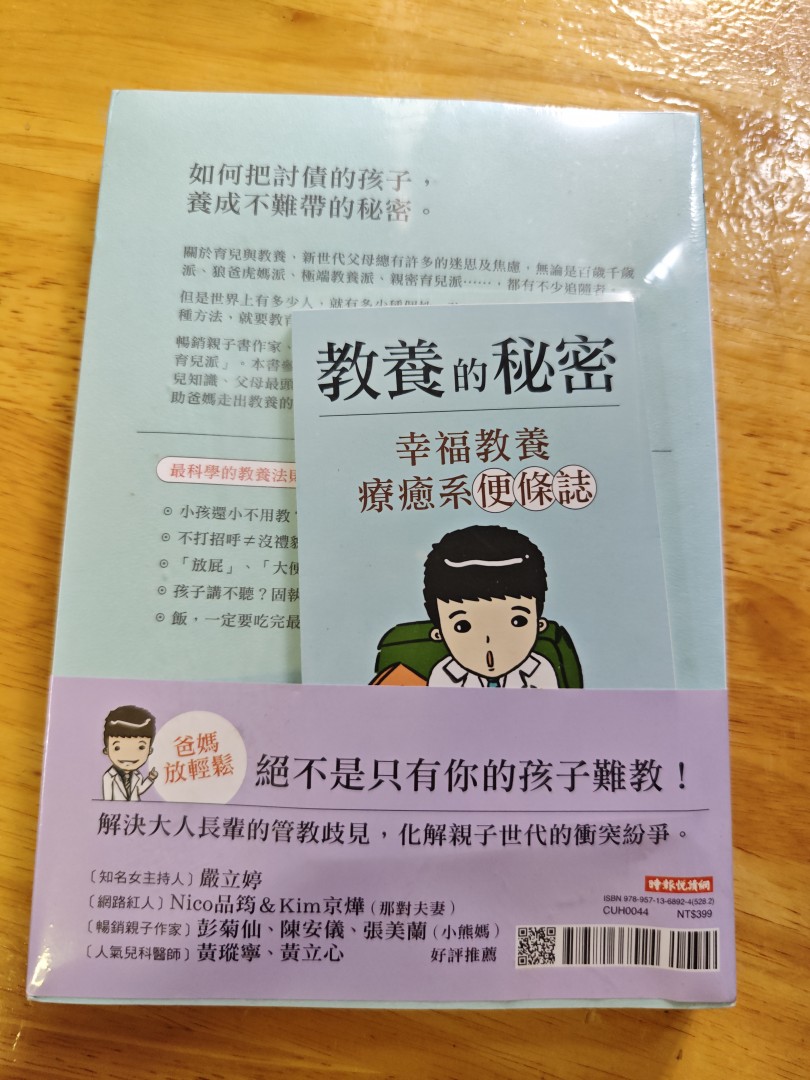 如何把討債的孩子，
養成不難帶的秘密。
關於育兒與教養，新世代父母總有許多的迷思及焦慮，無論是百歲千歲
派、狼爸虎媽派、極端教養派、親密育兒派……，都有不少追隨者。
但是世界上有多少人，就有多少種個性，
種方法、就要教育
暢銷親子書作家，
育兒派」、本書
兒知識、父母最頭
助爸媽走出教養的
最科學的教養法則
◎ 小孩還小不用教？
◎ 不打招呼≠沒禮貌
◎ 「放屁」、「大便
◎ 孩子講不聽？固執
◎ 飯，一定要吃完最
教養的秘密
幸福教養
療癒系便條誌
爸媽
放輕鬆
絕不是只有你的孩子難教！
解決大人長輩的管教歧見，化解親子世代的衝突紛爭。
〔知名女主持人〕嚴立婷
〔網路紅人〕Nico品筠＆Kim京燁（那對夫妻）
〔暢銷親子作家〕彭菊仙、陳安儀、張美蘭（小熊媽）
〔人氣兒科醫師〕黃瑽寧、黃立心 好評推薦
時報悅讀網
ISBN 978-957-13-6892-4(528.2)
CUH0044 NT$399